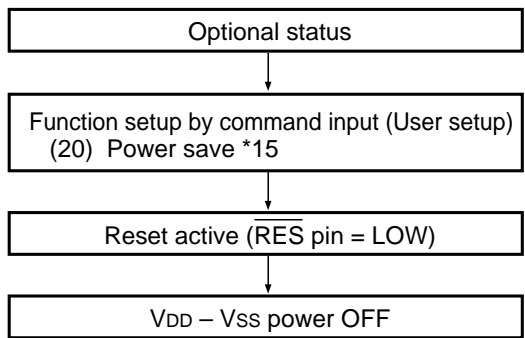 Optional status
Function setup by command input (User setup)
(20) Power save *15
Reset active (R̅E̅S̅ pin = LOW)
VDD – VSS power OFF